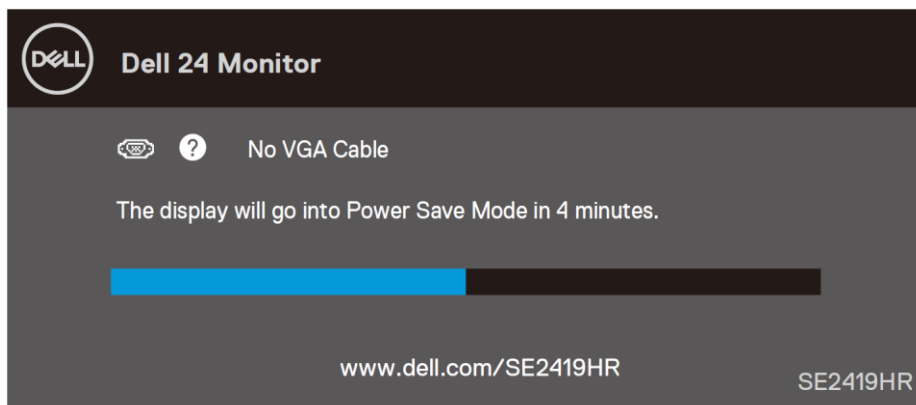 DELL
Dell 24 Monitor
No VGA Cable
The display will go into Power Save Mode in 4 minutes.
www.dell.com/SE2419HR
SE2419HR